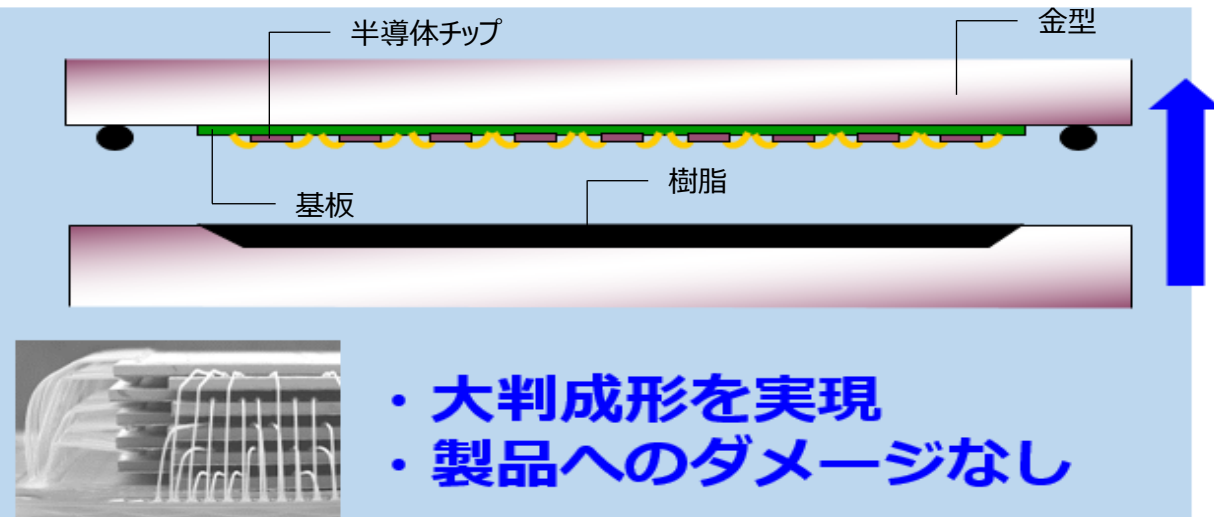 半導体チップ
金型
樹脂
基板
・大判成形を実現
・製品へのダメージなし